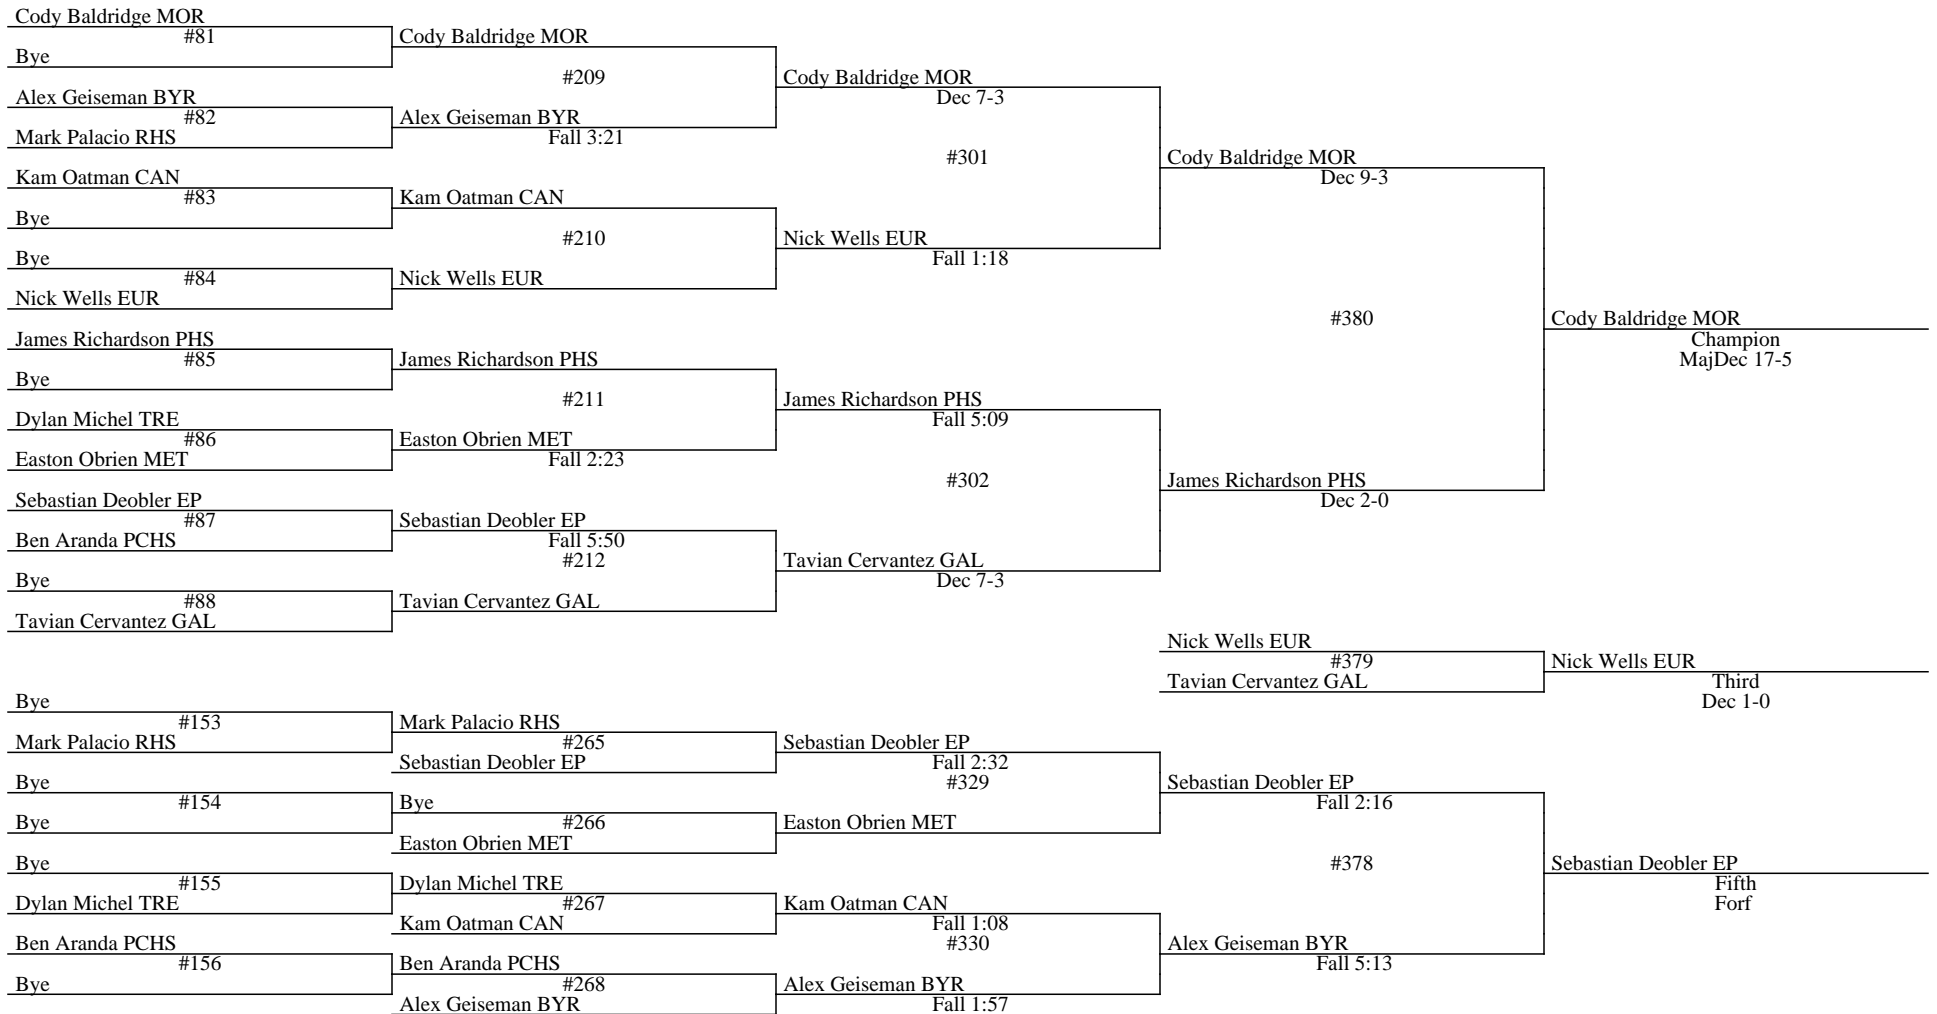 Cody Baldridge MOR
#81
Bye
Cody Baldridge MOR
#209
Alex Geiseman BYR
#82
Mark Palacio RHS
Alex Geiseman BYR
Fall 3:21
Cody Baldridge MOR
Dec 7-3
#301
Kam Oatman CAN
#83
Bye
Kam Oatman CAN
#210
Bye
#84
Nick Wells EUR
Nick Wells EUR
Nick Wells EUR
Fall 1:18
Cody Baldridge MOR
Dec 9-3
#380
James Richardson PHS
#85
Bye
James Richardson PHS
#211
Dylan Michel TRE
#86
Easton Obrien MET
Easton Obrien MET
Fall 2:23
James Richardson PHS
Fall 5:09
#302
Sebastian Deobler EP
#87
Ben Aranda PCHS
Sebastian Deobler EP
Fall 5:50
#212
Bye
#88
Tavian Cervantez GAL
Tavian Cervantez GAL
Tavian Cervantez GAL
Dec 7-3
James Richardson PHS
Dec 2-0
Cody Baldridge MOR
Champion
MajDec 17-5
Nick Wells EUR
#379
Tavian Cervantez GAL
Nick Wells EUR
Third
Dec 1-0
Bye
#153
Mark Palacio RHS
Mark Palacio RHS
#265
Sebastian Deobler EP
Sebastian Deobler EP
Fall 2:32
#329
Bye
#154
Bye
Bye
#266
Easton Obrien MET
Easton Obrien MET
Sebastian Deobler EP
Fall 2:16
#378
Bye
#155
Dylan Michel TRE
Dylan Michel TRE
#267
Kam Oatman CAN
Kam Oatman CAN
Fall 1:08
#330
Ben Aranda PCHS
#156
Bye
Ben Aranda PCHS
#268
Alex Geiseman BYR
Alex Geiseman BYR
Fall 1:57
Alex Geiseman BYR
Fall 5:13
Sebastian Deobler EP
Fifth
Forf